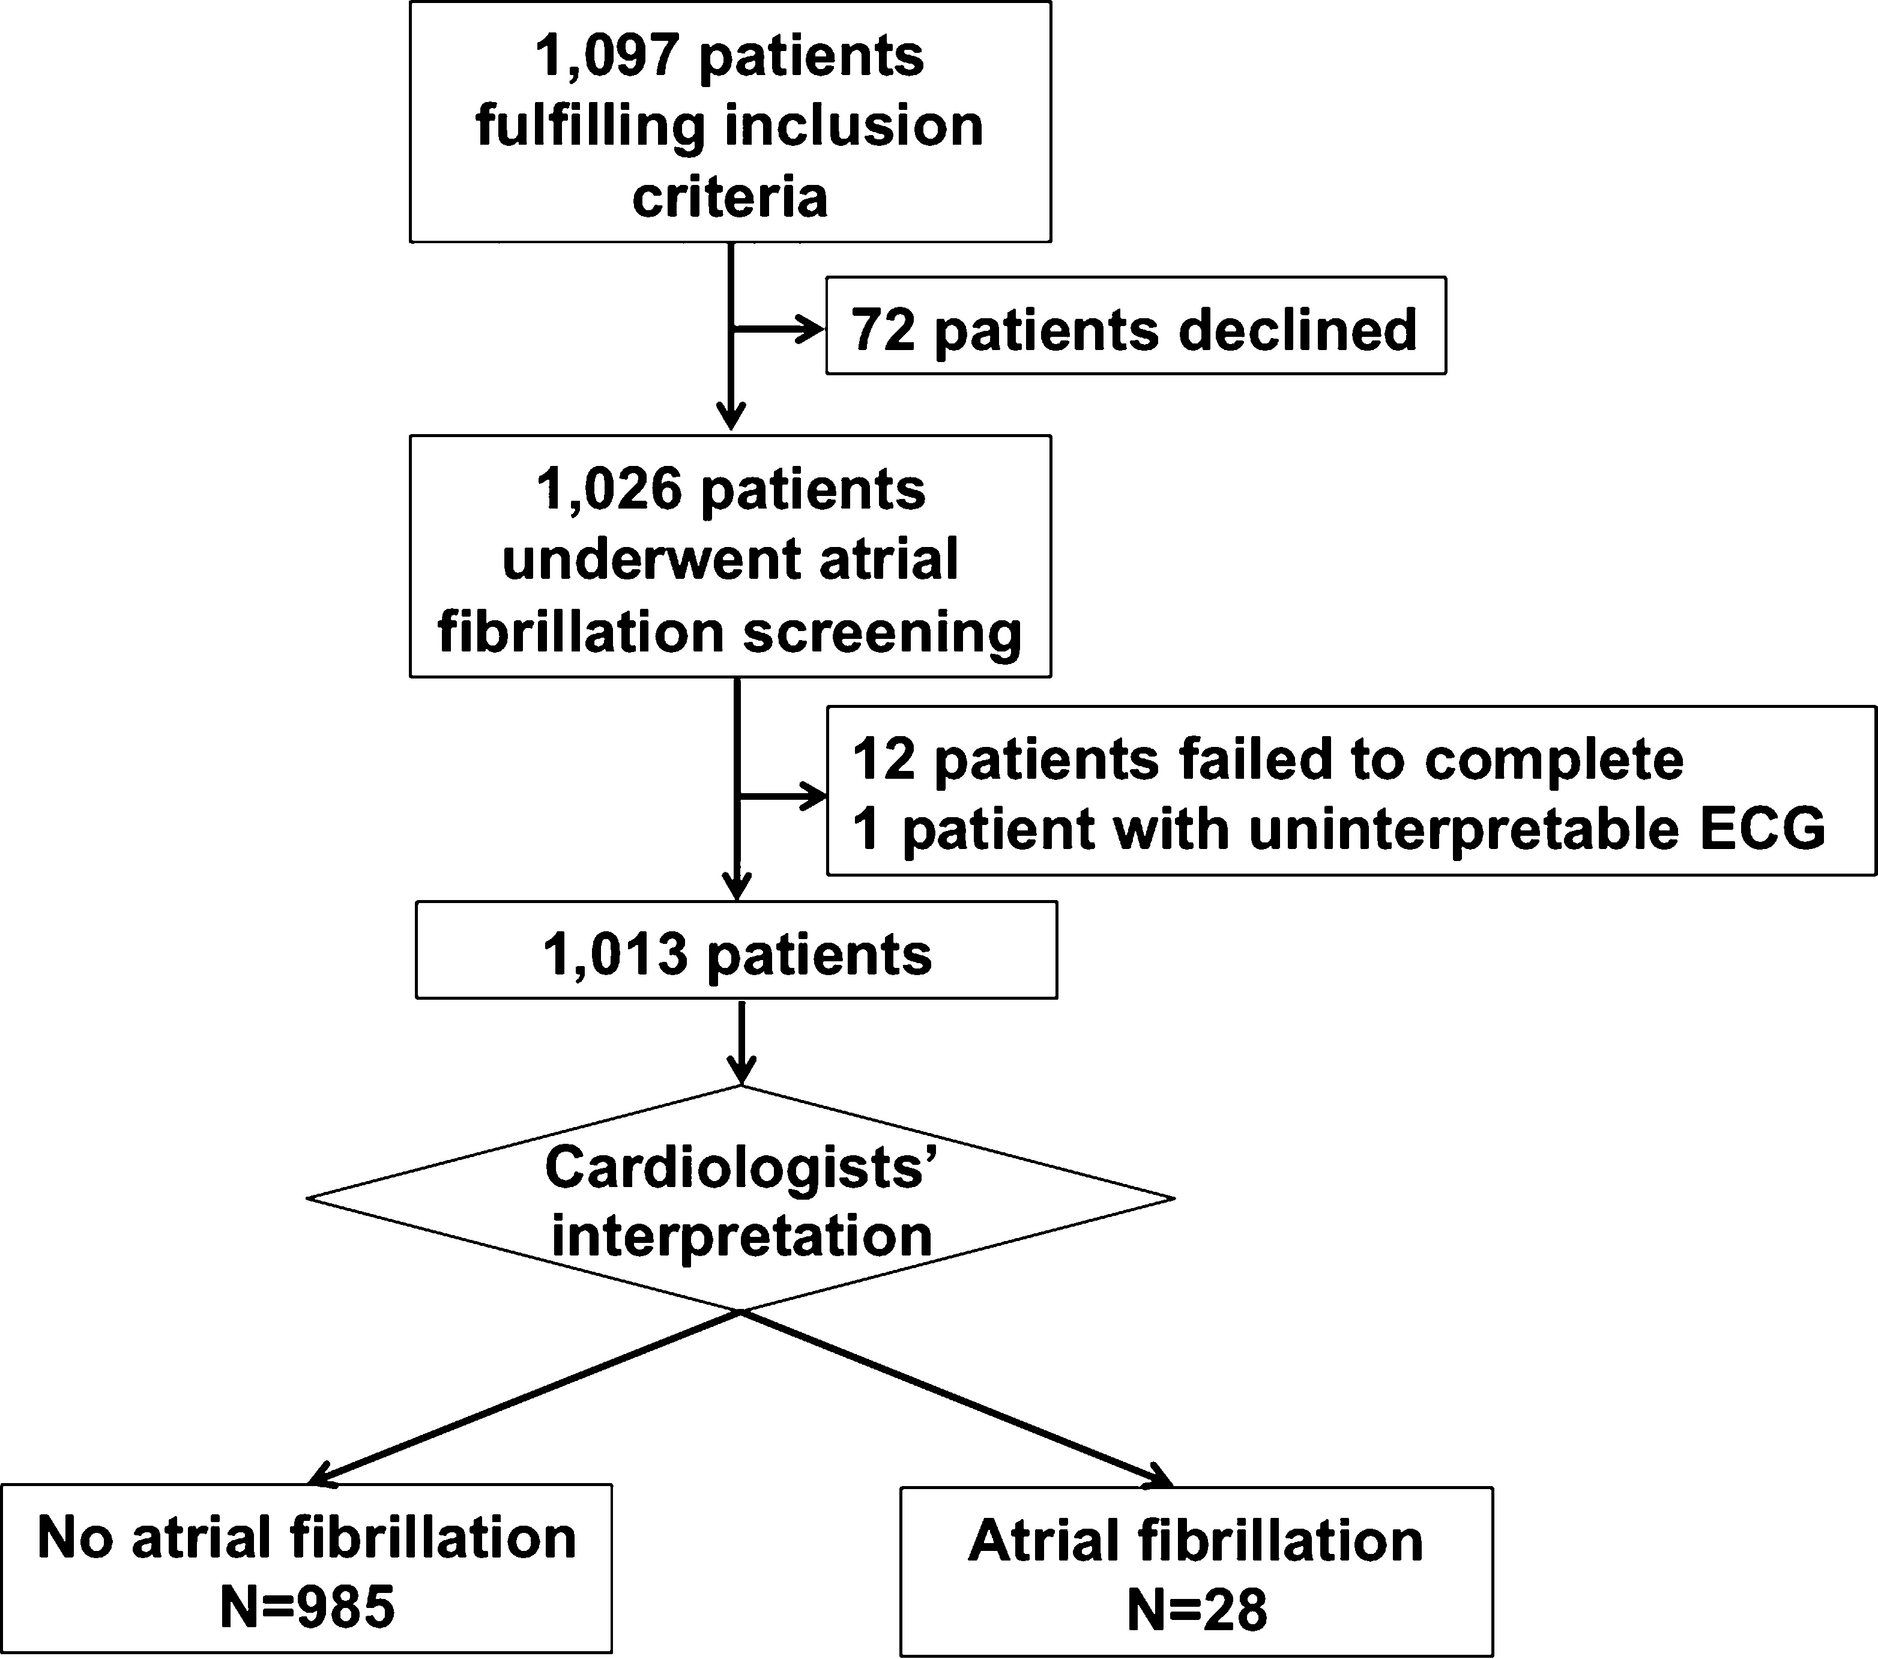 1,097 patients
fulfilling inclusion
criteria
72 patients declined
1,026 patients
underwent atrial
fibrillation screening
12 patients failed to complete
1 patient with uninterpretable ECG
1,013 patients
Cardiologists’
interpretation
No atrial fibrillation
N=985
Atrial fibrillation
N=28